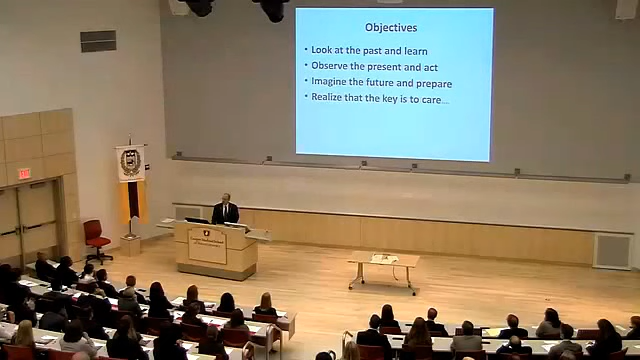 Objectives
• Look at the past and learn
• Observe the present and act
• Imagine the future and prepare
• Realize that the key is to care....
EXIT